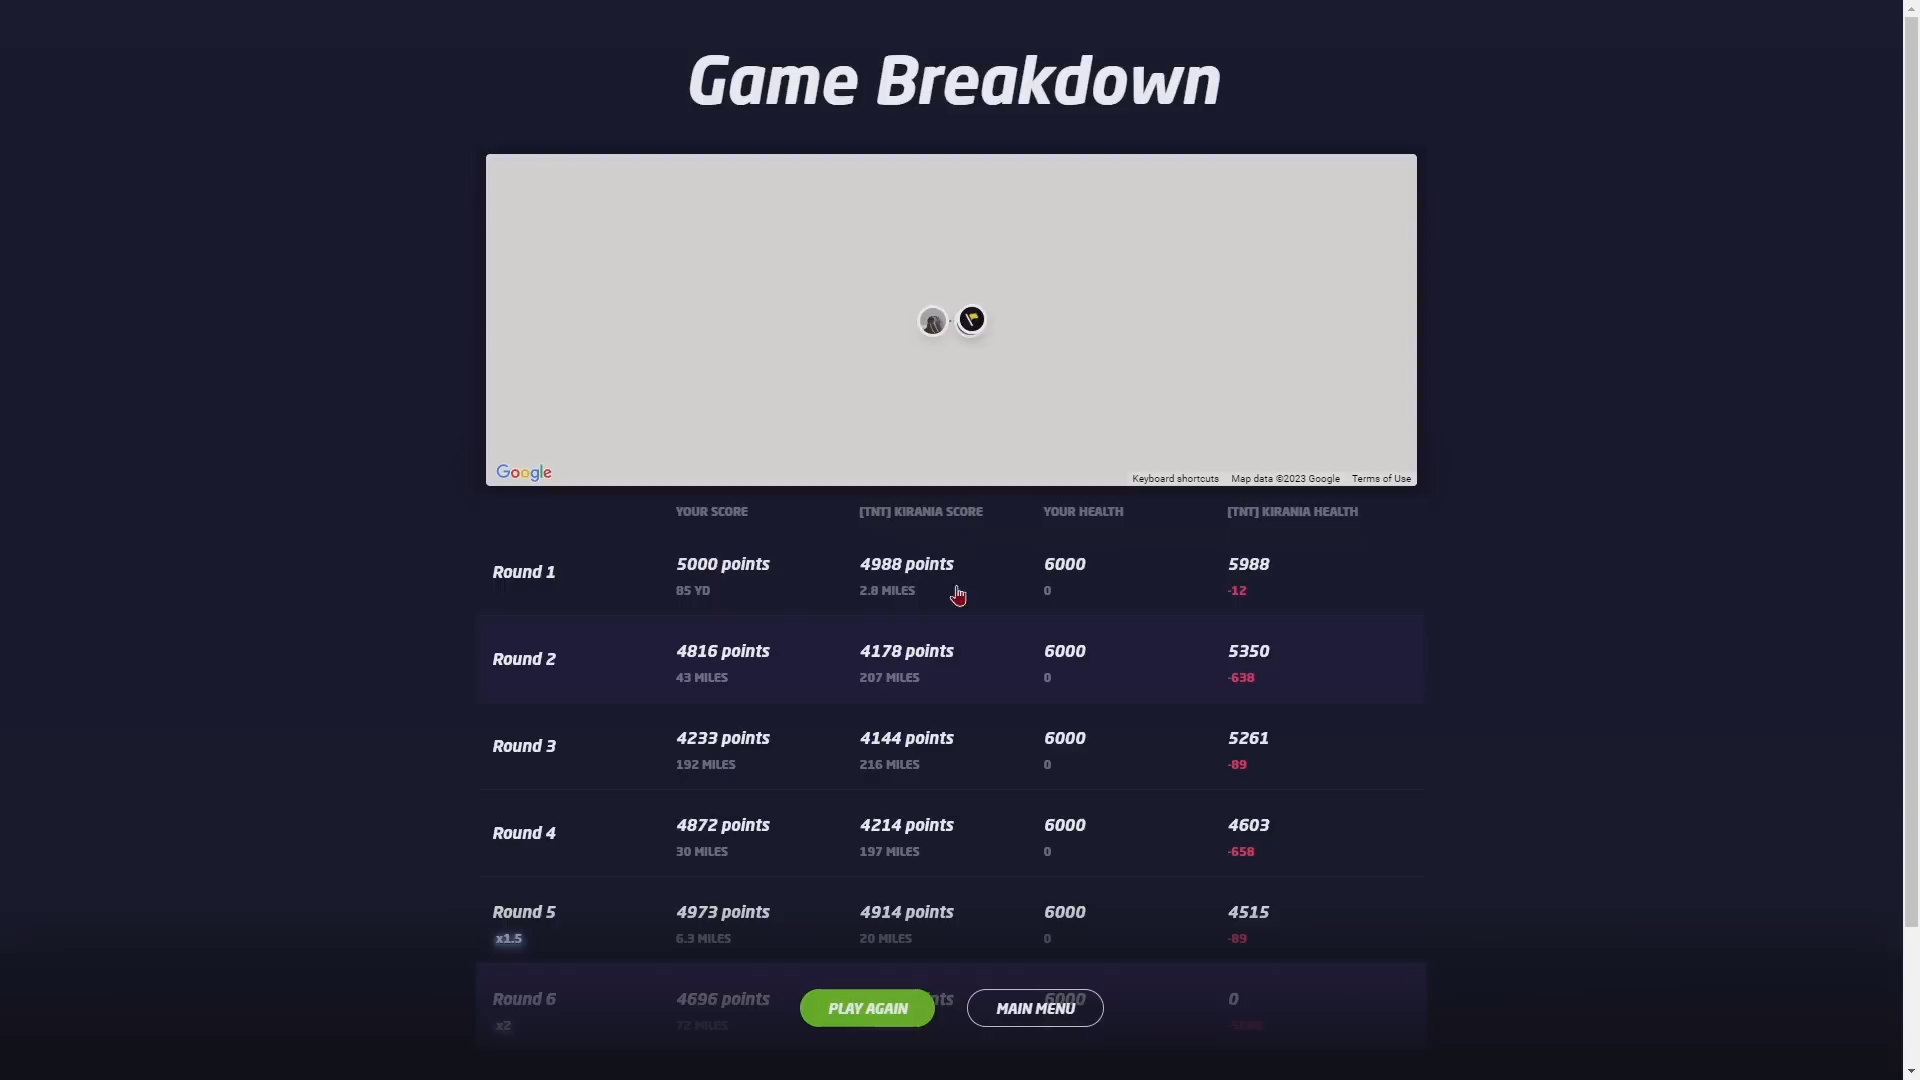 Game Breakdown
Google
Keyboard shortcuts Map data ©2023 Google Terms of Use
YOUR SCORE [TNT] KIRANIA SCORE YOUR HEALTH [TNT] KIRANIA HEALTH
Round 1 5000 points 4988 points 6000 5988
85 YD 2.8 MILES 0 -12
Round 2 4816 points 4178 points 6000 5350
43 MILES 207 MILES 0 -638
Round 3 4233 points 4144 points 6000 5261
192 MILES 216 MILES 0 -89
Round 4 4872 points 4214 points 6000 4603
30 MILES 197 MILES 0 -658
Round 5 4973 points 4914 points 6000 4515
x1.5 6.3 MILES 20 MILES 0 -89
Round 6 4696 points 6000 0
x2 72 MILES
PLAY AGAIN MAIN MENU